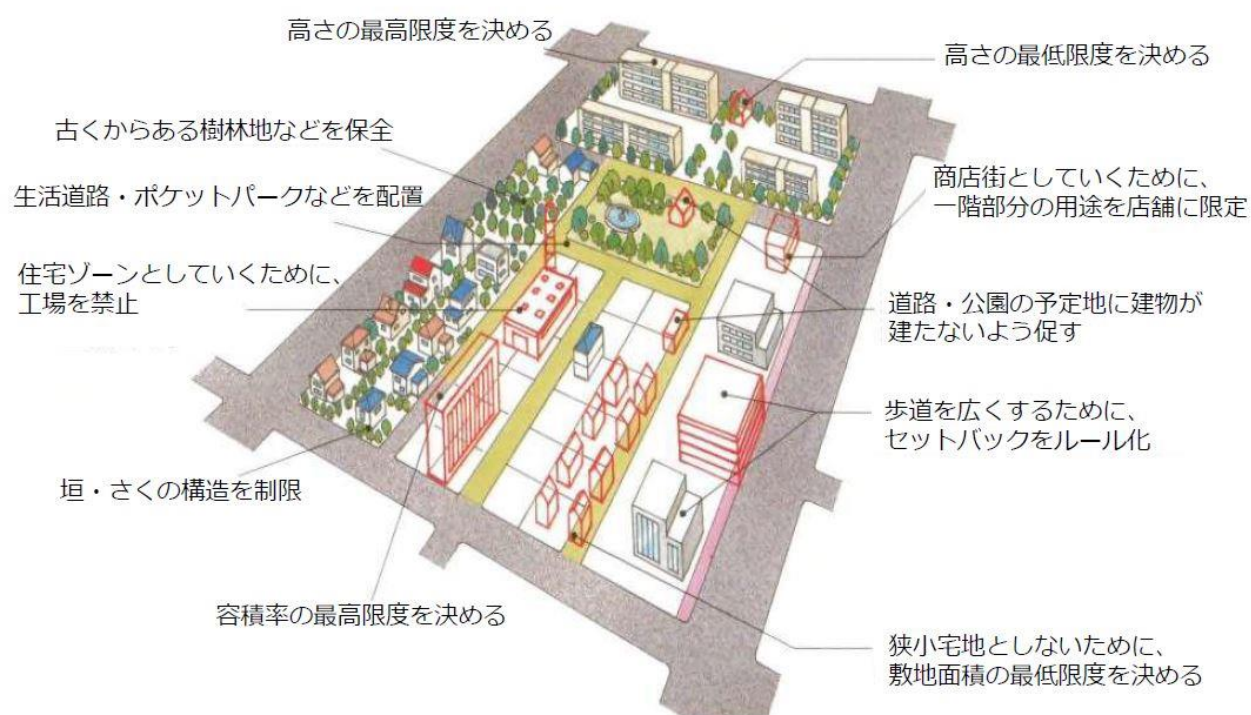 高さの最高限度を決める
高さの最低限度を決める
古くからある樹林地などを保全
生活道路・ポケットパークなどを配置
商店街としていくために、
一階部分の用途を店舗に限定
住宅ゾーンとしていくために、
工場を禁止
道路・公園の予定地に建物が
建たないよう促す
歩道を広くするために、
セットバックをルール化
垣・さくの構造を制限
容積率の最高限度を決める
狭小宅地としないために、
敷地面積の最低限度を決める